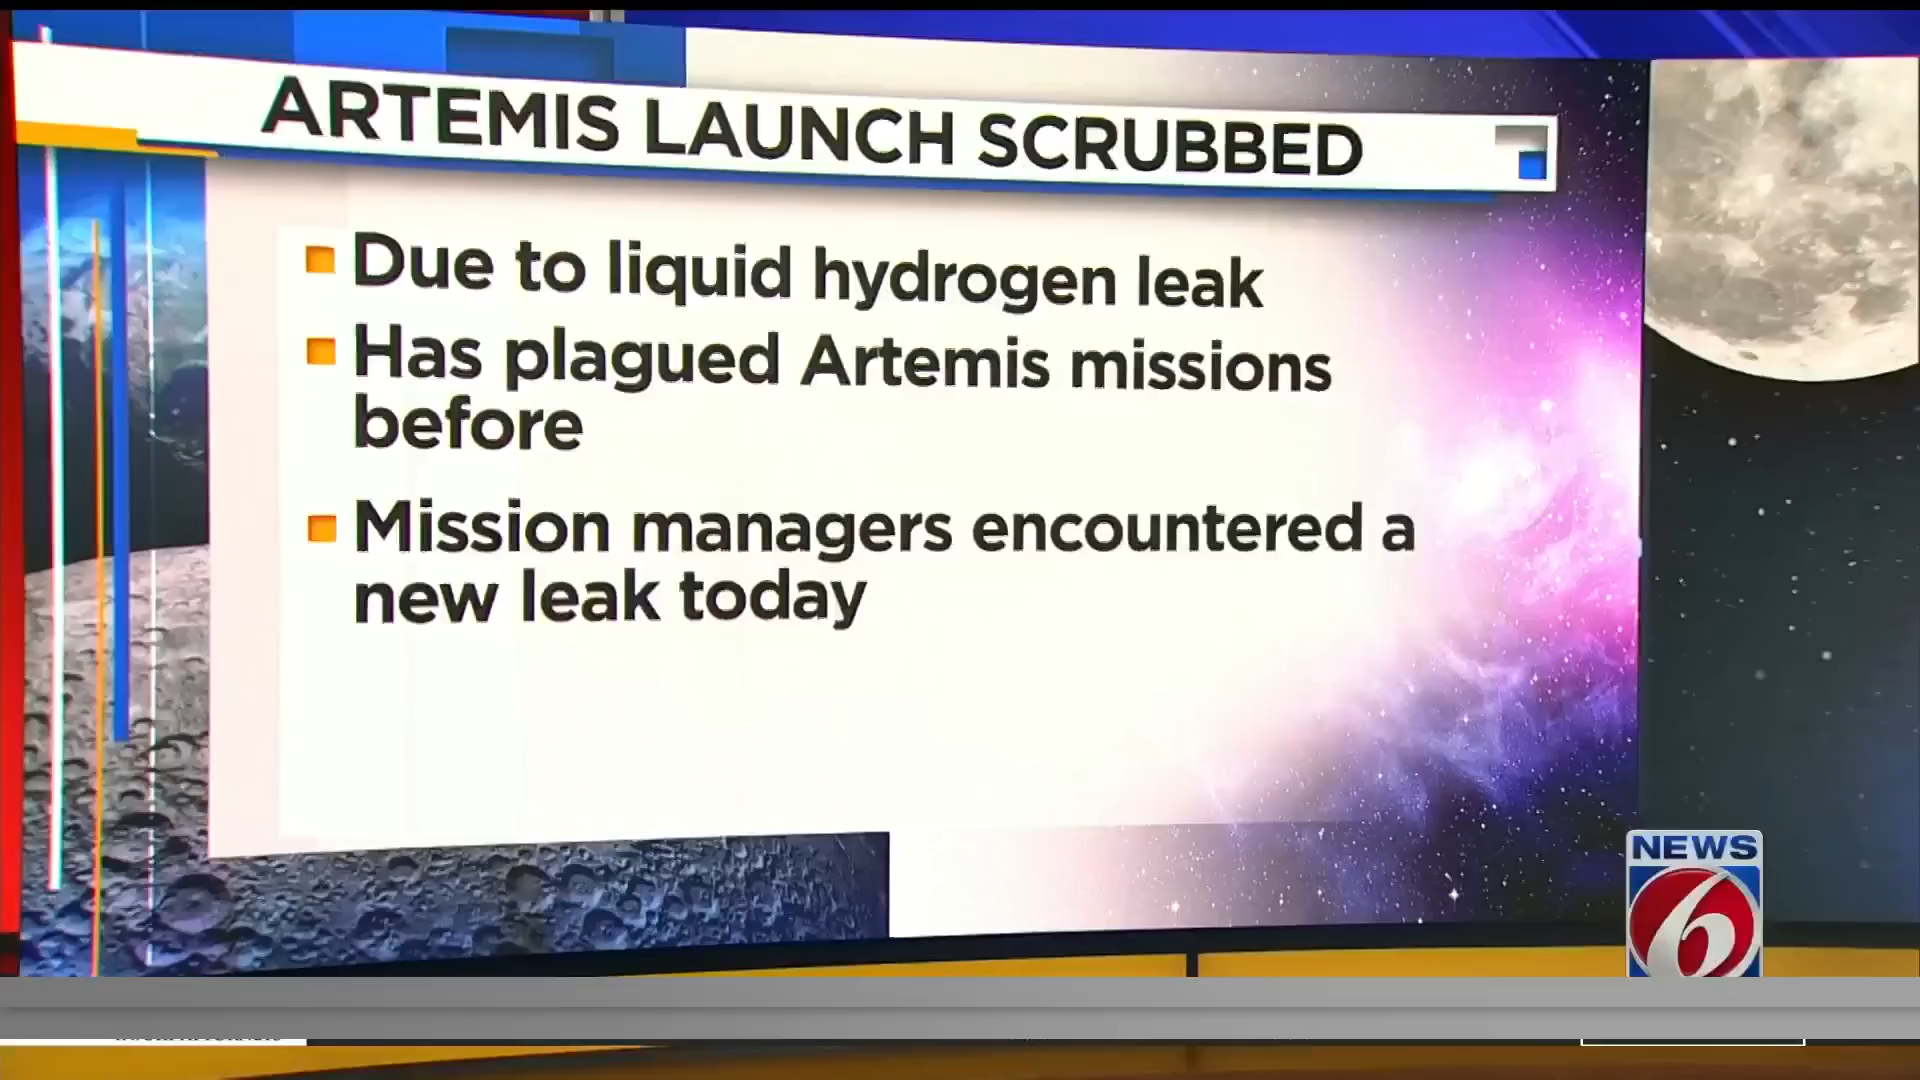 ARTEMIS LAUNCH SCRUBBED
Due to liquid hydrogen leak
Has plagued Artemis missions
before
Mission managers encountered a
new leak today
NEWS
6